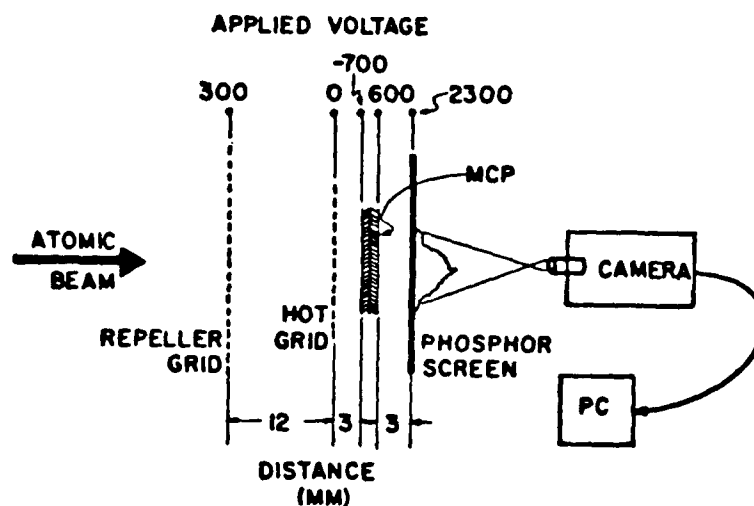 APPLIED VOLTAGE
-700
300
0
600
2300
MCP
ATOMIC
BEAM
CAMERA
HOT
GRID
REPELLER
GRID
PHOSPHOR
SCREEN
PC
12
3
3
DISTANCE
(MM)